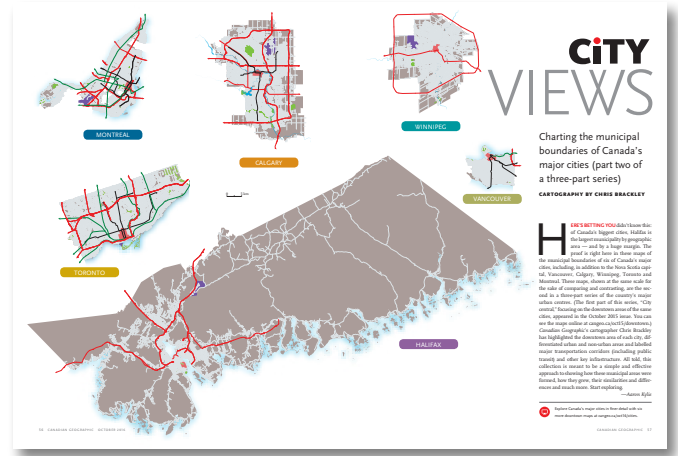 CiTY
VIEWS
Charting the municipal
boundaries of Canada's
major cities (part two of
a three-part series)
CARTOGRAPHY BY CHRIS BRACKLEY
MONTREAL
CALGARY
WINNIPEG
VANCOUVER
TORONTO
HALIFAX
HERE'S BETTING YOU didn't know this:
of Canada's biggest cities, Halifax is
the largest municipality by geographic
area — and by a huge margin. The
proof is right here in these maps of
the municipal boundaries of six of Canada's major
cities, including, in addition to the Nova Scotia capi-
tal, Vancouver, Calgary, Winnipeg, Toronto and
Montreal. These maps, shown at the same scale for
the sake of comparing and contrasting, are the sec-
ond in a three-part series of the country's major
urban centres. (The first part of this series, "City
central," focusing on the downtown areas of the same
cities, appeared in the October 2015 issue. You can
see the maps online at cangeo.ca/oct15/downtown.)
Canadian Geographic's cartographer Chris Brackley
has highlighted the downtown area of each city, dif-
ferentiated urban and non-urban areas and labelled
major transportation corridors (including public
transit) and other key infrastructure. All told, this
collection is meant to be a simple and effective
approach to showing how these municipal areas were
formed, how they grew, their similarities and differ-
ences and much more. Start exploring.
—Aaron Kylie
Explore Canada's major cities in finer detail with six
CANADIAN GEOGRAPHIC
CANADIAN GEOGRAPHIC